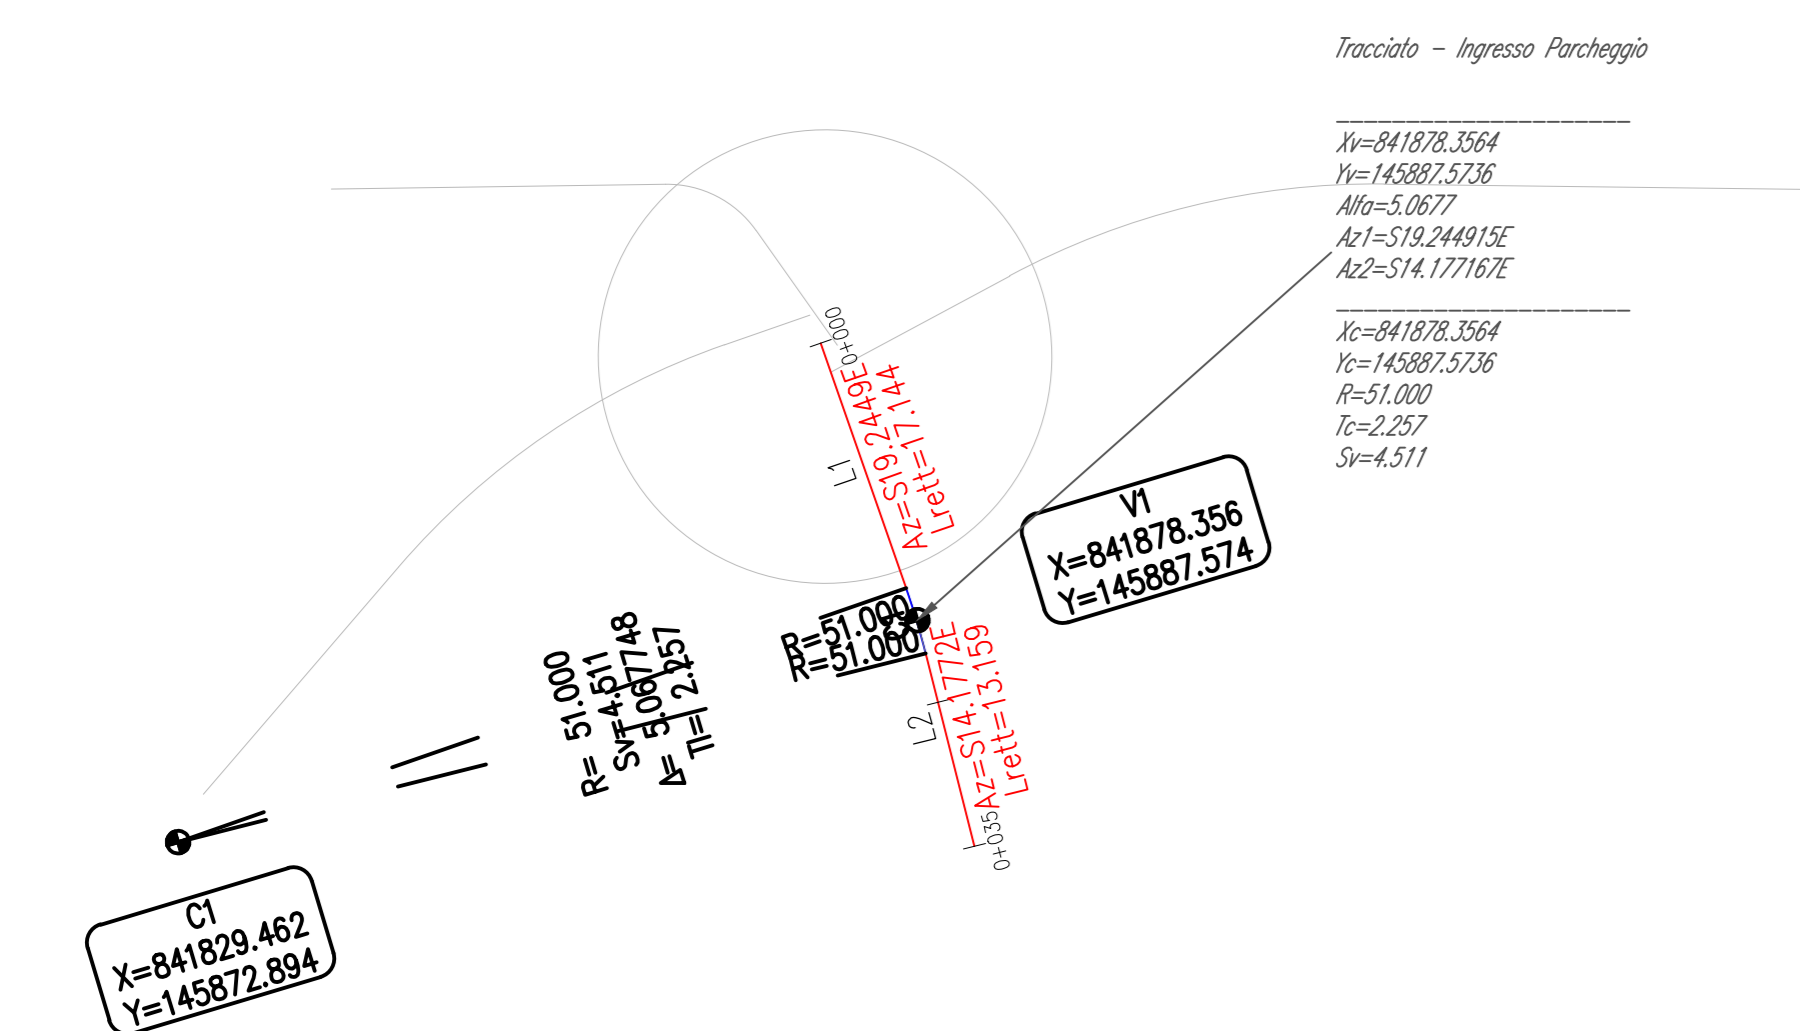 Tracciato - Ingresso Parcheggio
Xv=841878.3564
Yv=145887.5736
Alfa=5.0677
Az1=S19.244915E
Az2=S14.177167E
Xc=841878.3564
Yc=145887.5736
R=51.000
Tc=2.257
Sv=4.511
0+000
Az=S19.2449E
Lrett=17.144
L1
V1
X=841878.356
Y=145887.574
R=51.000
R=51.000
R= 51.000
Sv=4.511
Δ= 5.067748
Tl= 2.257
Az=S14.1772E
Lrett=13.159
L2
0+035
C1
X=841829.462
Y=145872.894